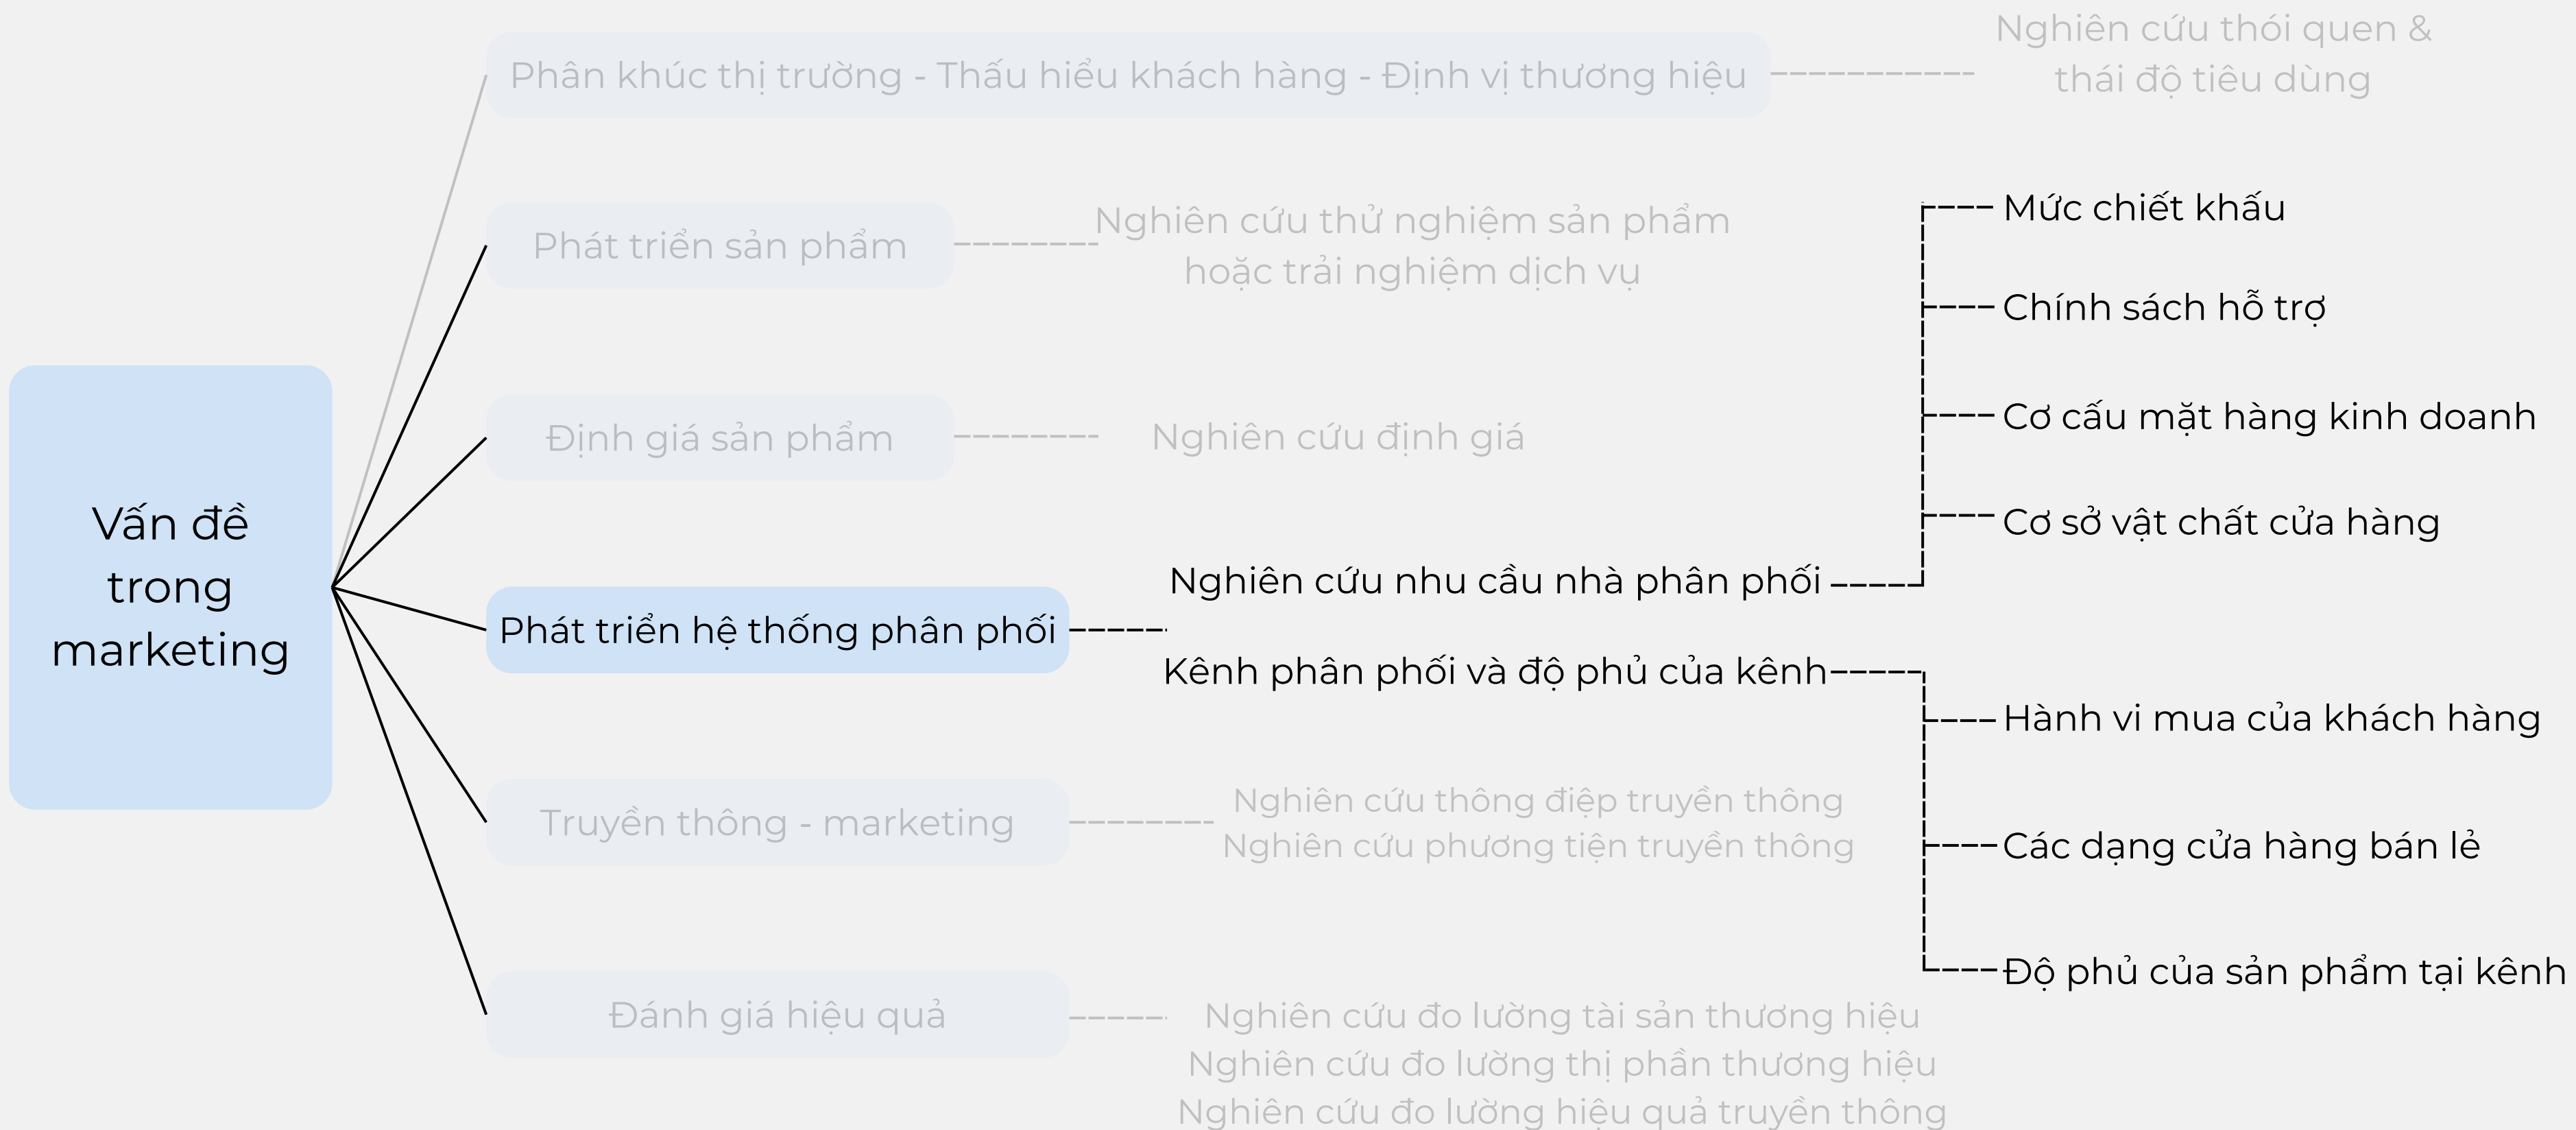 Vấn đề
trong
marketing
Phân khúc thị trường - Thấu hiểu khách hàng - Định vị thương hiệu
Nghiên cứu thói quen &
thái độ tiêu dùng
Phát triển sản phẩm
Nghiên cứu thử nghiệm sản phẩm
hoặc trải nghiệm dịch vụ
Định giá sản phẩm
Nghiên cứu định giá
Phát triển hệ thống phân phối
Nghiên cứu nhu cầu nhà phân phối
Mức chiết khấu
Chính sách hỗ trợ
Cơ cấu mặt hàng kinh doanh
Cơ sở vật chất cửa hàng
Kênh phân phối và độ phủ của kênh
Hành vi mua của khách hàng
Các dạng cửa hàng bán lẻ
Độ phủ của sản phẩm tại kênh
Truyền thông - marketing
Nghiên cứu thông điệp truyền thông
Nghiên cứu phương tiện truyền thông
Đánh giá hiệu quả
Nghiên cứu đo lường tài sản thương hiệu
Nghiên cứu đo lường thị phần thương hiệu
Nghiên cứu đo lường hiệu quả truyền thông